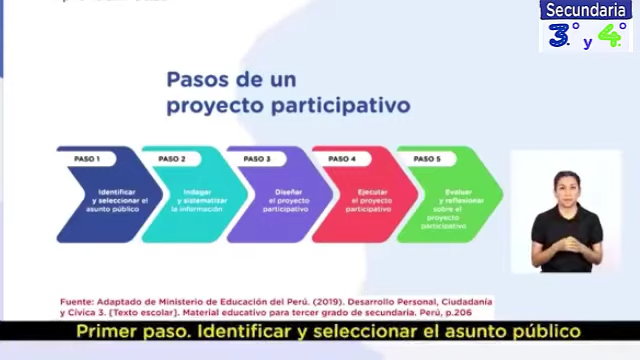 Secundaria
3.° y 4.°
Pasos de un
proyecto participativo
PASO 1
Identificar
y seleccionar el
asunto público
PASO 2
Indagar
y sistematizar
la información
PASO 3
Diseñar
el proyecto
participativo
PASO 4
Ejecutar
el proyecto
participativo
PASO 5
Evaluar
y reflexionar
sobre el
proyecto
participativo
Fuente: Adaptado de Ministerio de Educación del Perú. (2019). Desarrollo Personal, Ciudadanía
y Cívica 3. [Texto escolar]. Material educativo para tercer grado de secundaria. Perú, p.206
Primer paso. Identificar y seleccionar el asunto público